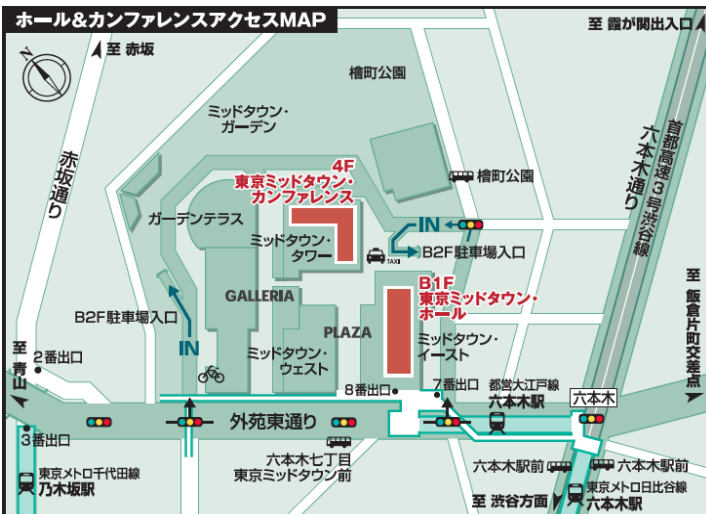 ホール&カンファレンスアクセスMAP
至 霞が関出入口
N
至 赤坂
檜町公園
ミッドタウン・
ガーデン
首都高速3号渋谷線
六本木通り
赤坂通り
4F
東京ミッドタウン・
カンファレンス
檜町公園
ガーデンテラス
ミッドタウン・
タワー
IN
TAXI
B2F駐車場入口
B1F
東京ミッドタウン・
ホール
至 飯倉片町交差点
GALLERIA
B2F駐車場入口
PLAZA
IN
ミッドタウン・
ウェスト
ミッドタウン・
イースト
至 青山
2番出口
8番出口
7番出口
都営大江戸線
六本木駅
六本木
外苑東通り
3番出口
六本木七丁目
東京ミッドタウン前
六本木駅前
六本木駅前
東京メトロ千代田線
乃木坂駅
至 渋谷方面
東京メトロ日比谷線
六本木駅